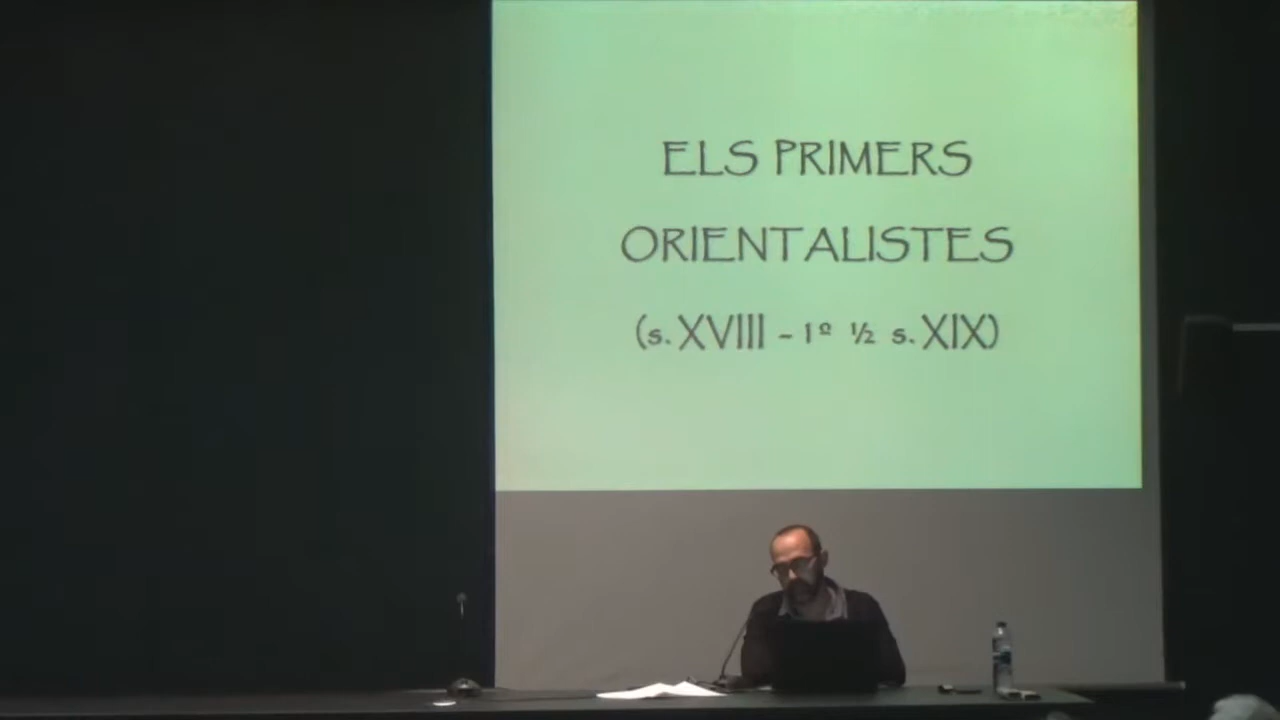 ELS PRIMERS
ORIENTALISTES
(s. XVIII - 1º ½ s. XIX)